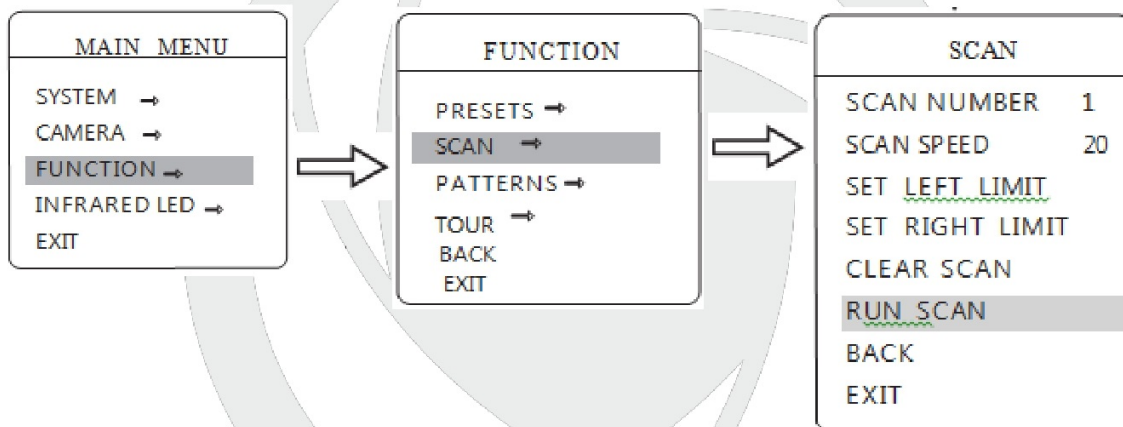 MAIN MENU
SYSTEM →
CAMERA →
FUNCTION →
INFRARED LED →
EXIT
FUNCTION
PRESETS →
SCAN →
PATTERNS →
TOUR →
BACK
EXIT
SCAN
SCAN NUMBER 1
SCAN SPEED 20
SET LEFT LIMIT
SET RIGHT LIMIT
CLEAR SCAN
RUN SCAN
BACK
EXIT